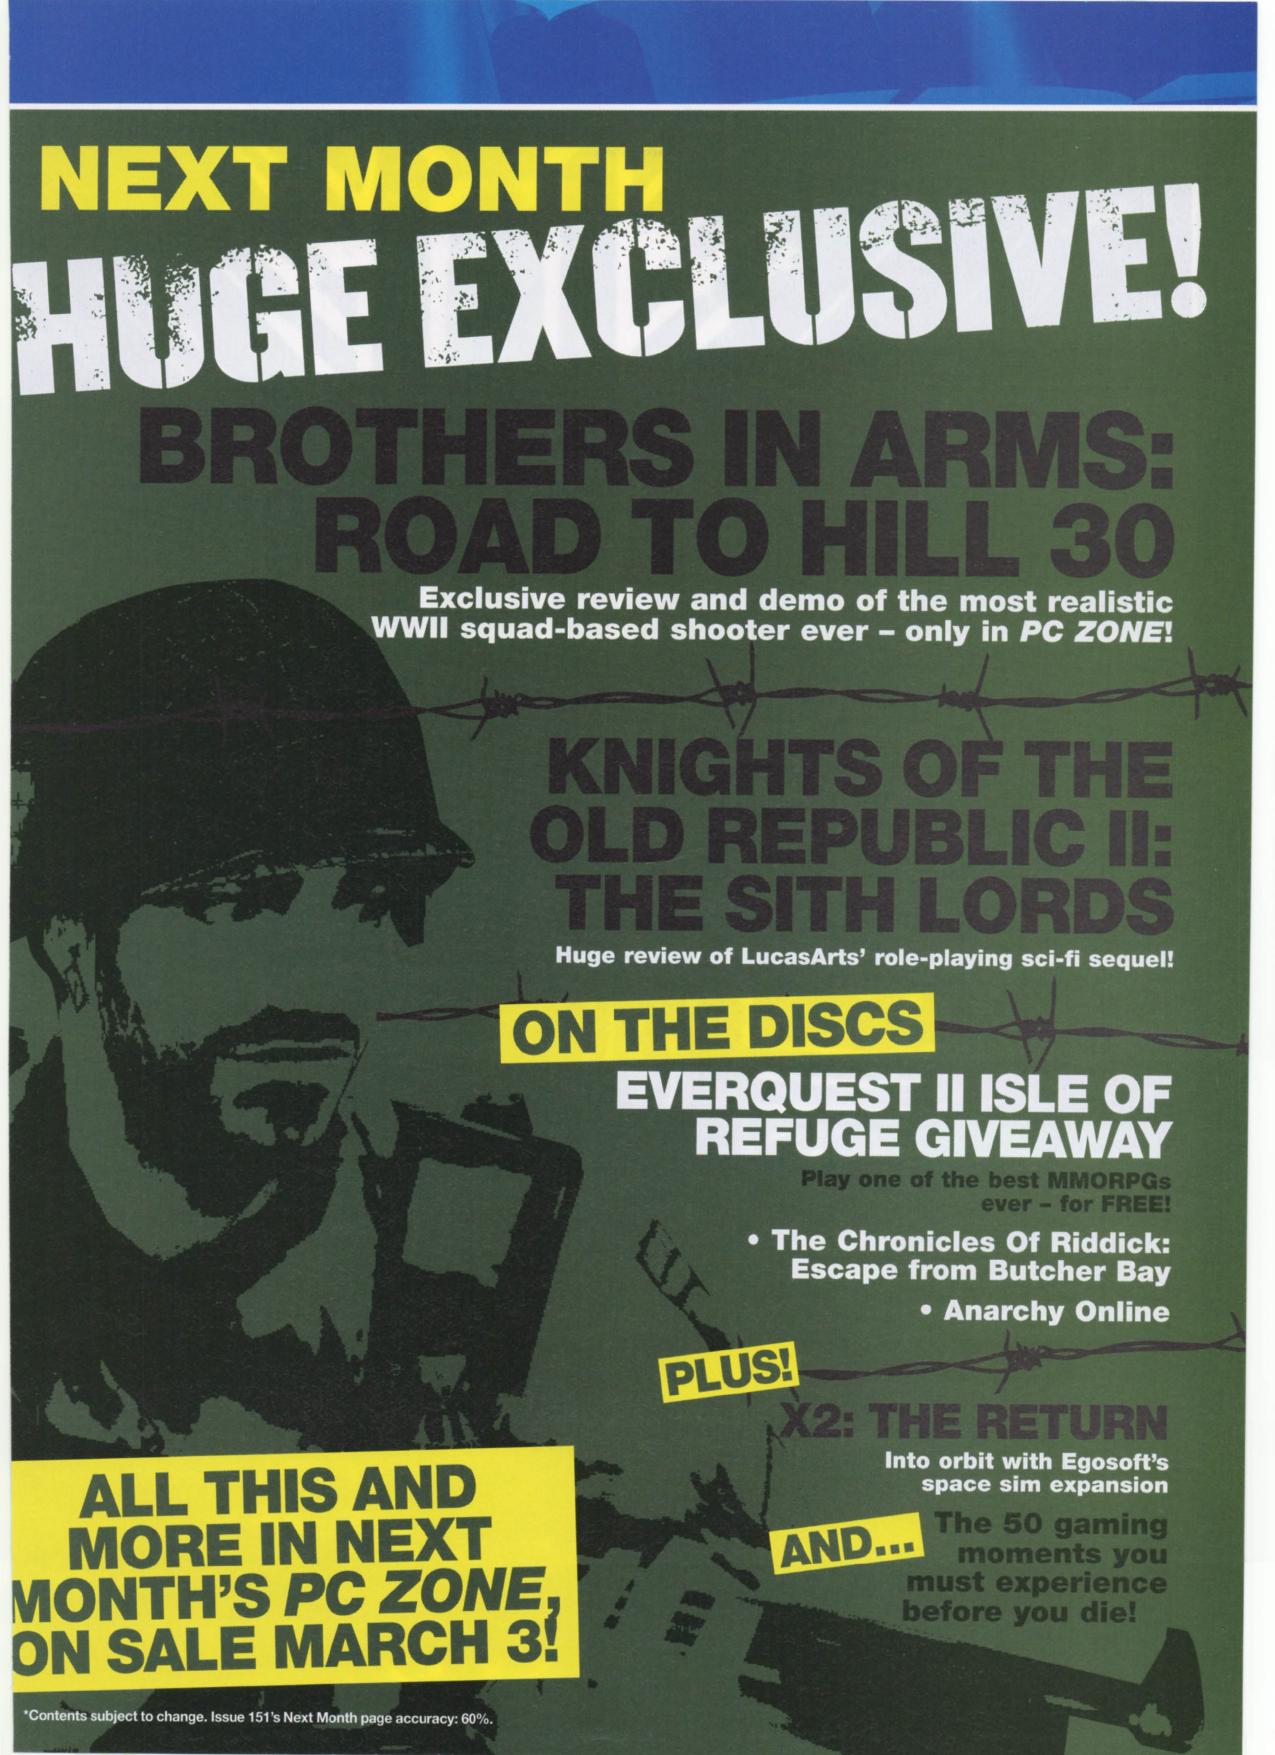 NEXT MONTH
HUGE EXCLUSIVE!
BROTHERS IN ARMS:
ROAD TO HILL 30
Exclusive review and demo of the most realistic
WWII squad-based shooter ever – only in PC ZONE!
KNIGHTS OF THE
OLD REPUBLIC II:
THE SITH LORDS
Huge review of LucasArts' role-playing sci-fi sequel!
ON THE DISCS
EVERQUEST II ISLE OF
REFUGE GIVEAWAY
Play one of the best MMORPGs
ever – for FREE!
• The Chronicles Of Riddick:
Escape from Butcher Bay
• Anarchy Online
PLUS!
X2: THE RETURN
Into orbit with Egosoft's
space sim expansion
AND...
The 50 gaming
moments you
must experience
before you die!
ALL THIS AND
MORE IN NEXT
MONTH'S PC ZONE,
ON SALE MARCH 3!
*Contents subject to change. Issue 151's Next Month page accuracy: 60%.